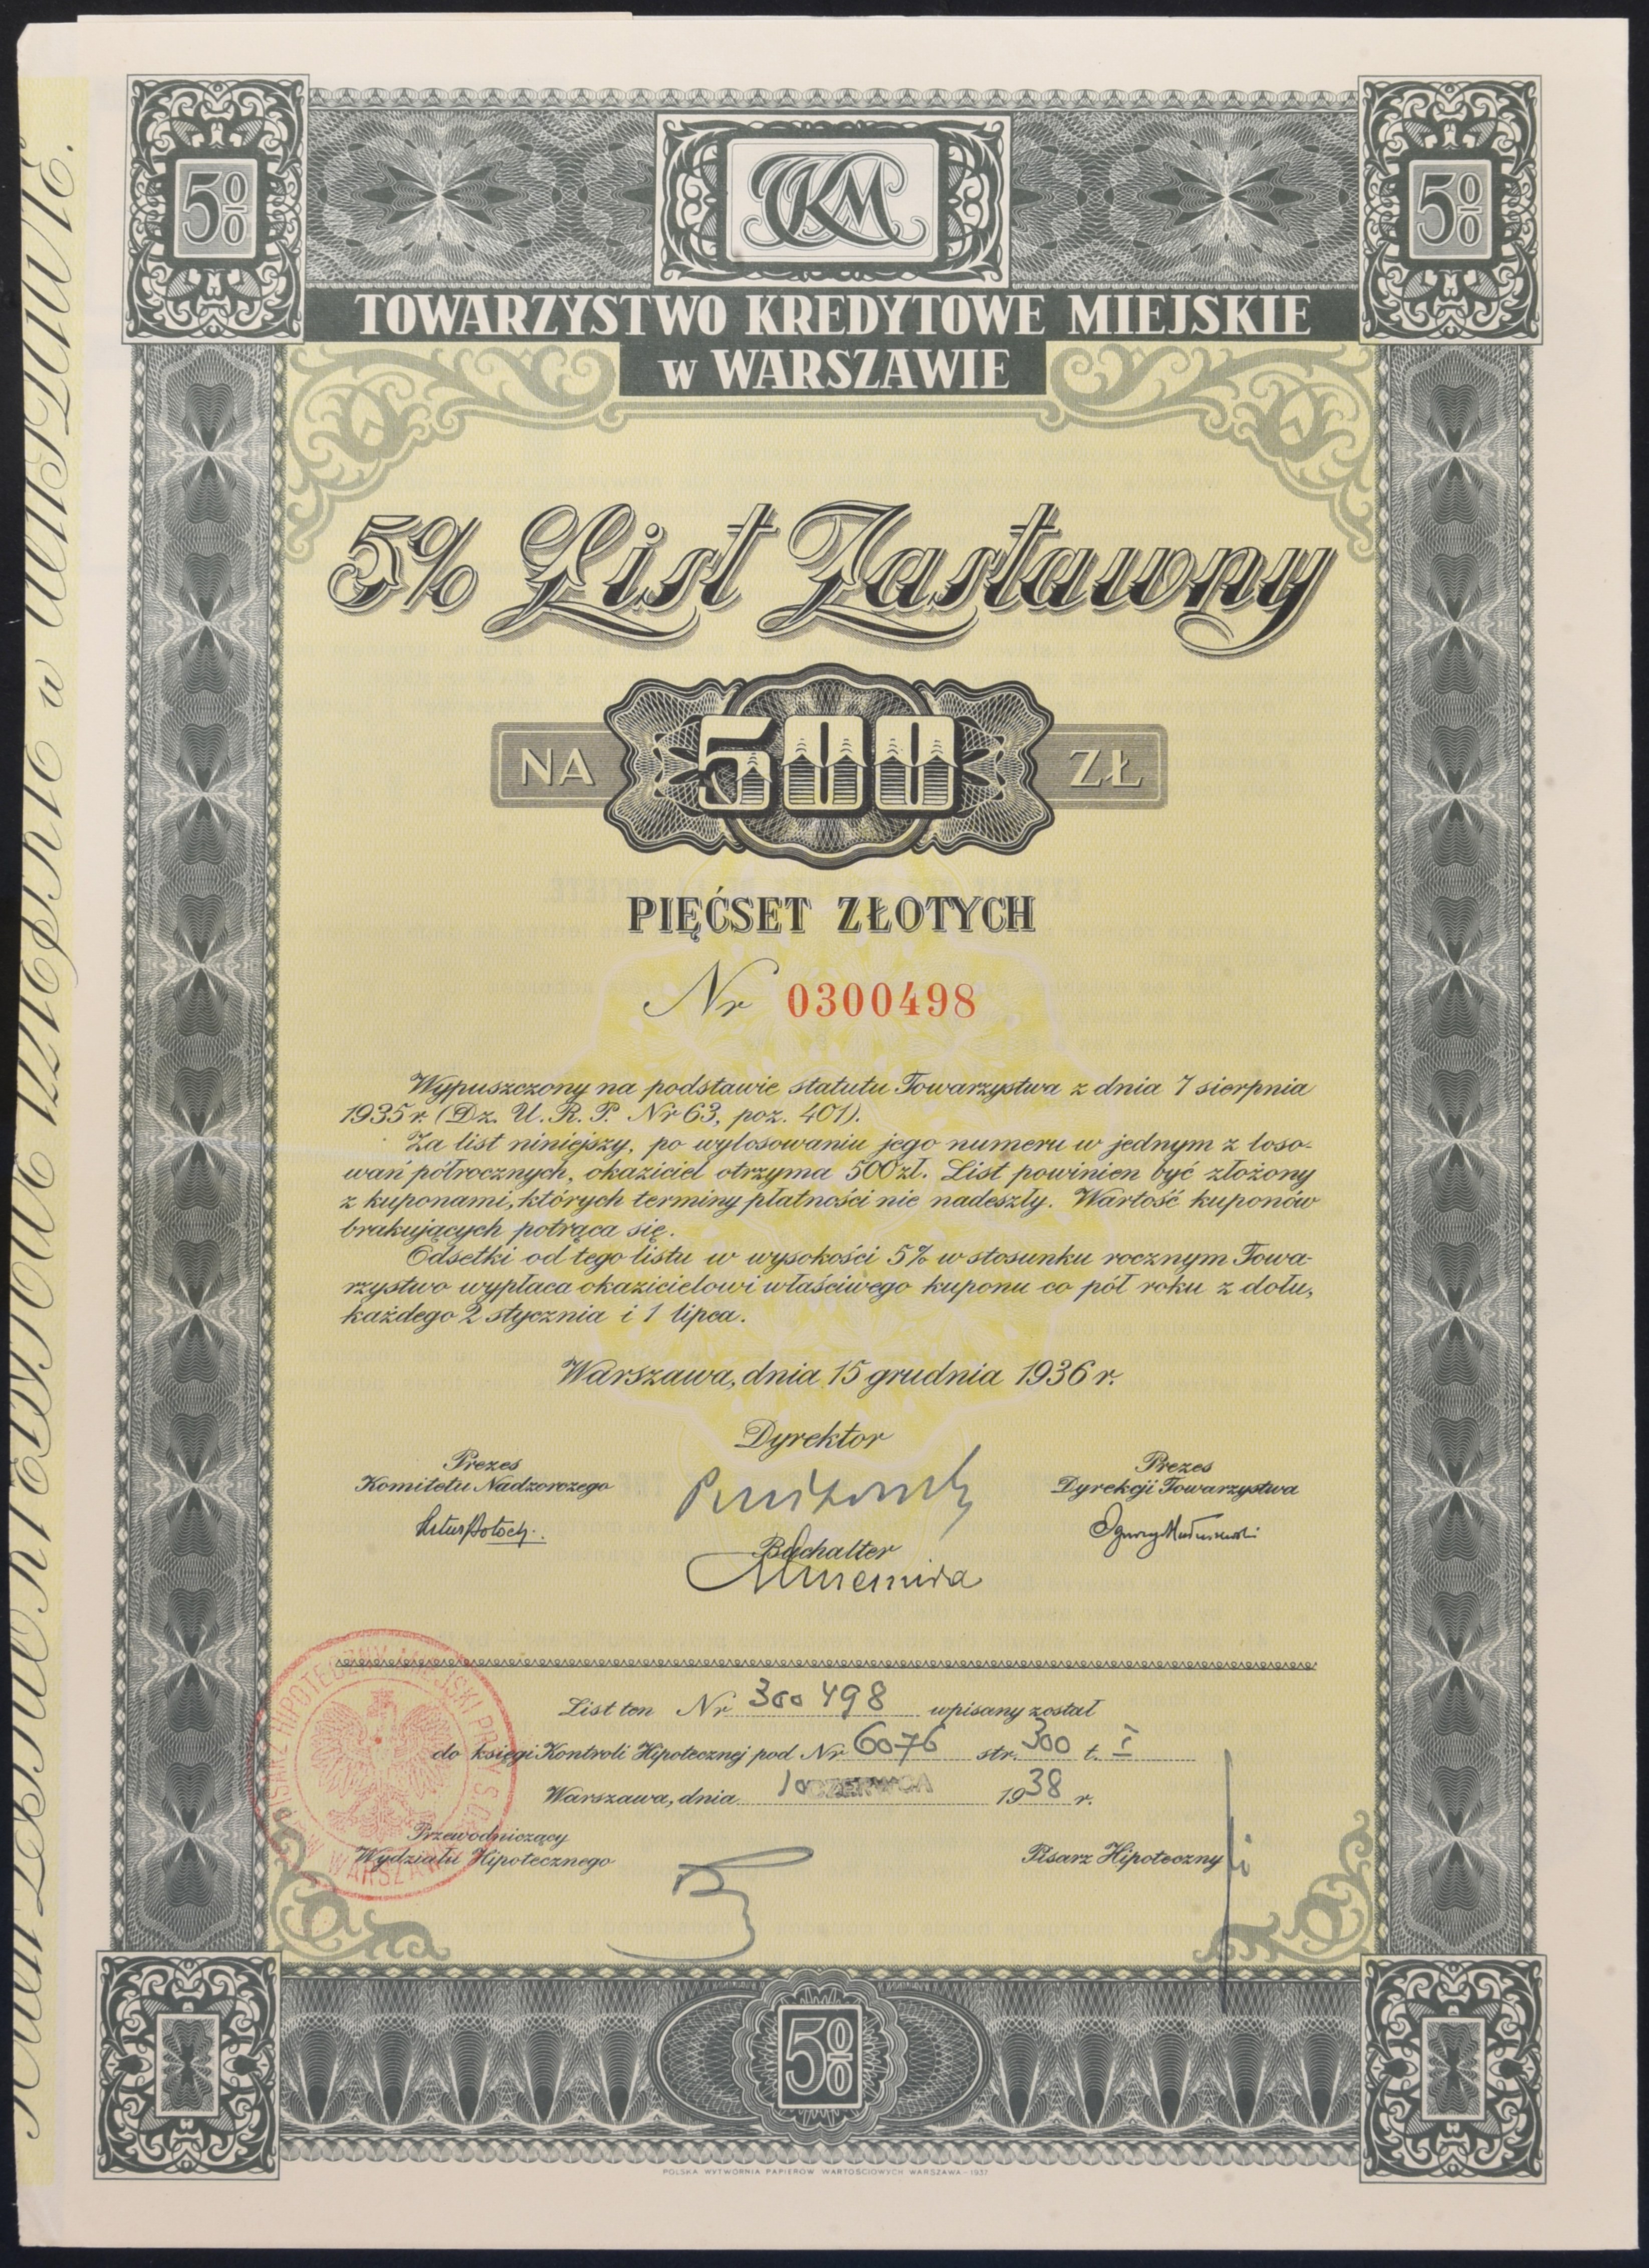 5%
TKM
5%
TOWARZYSTWO KREDYTOWE MIEJSKIE
w WARSZAWIE
5% List Zastawny
NA 500 ZŁ
PIĘĆSET ZŁOTYCH
Nr 0300498
Wypuszczony na podstawie statutu Towarzystwa z dnia 7 sierpnia
1935 r. (Dz. U. R. P. Nr 63, poz. 401).
Za list niniejszy, po wylosowaniu jego numeru w jednym z loso-
wań półrocznych, okaziciel otrzyma 500 zł. List powinien być złożony
z kuponami, których terminy płatności nie nadeszły. Wartość kuponów
brakujących potrąca się.
Odsetki od tego listu w wysokości 5% w stosunku rocznym Towa-
rzystwo wypłaca okazicielowi właściwego kuponu co pół roku z dołu,
każdego 2 stycznia i 1 lipca.
Warszawa, dnia 15 grudnia 1936 r.
Dyrektor
Prezes
Komitetu Nadzorczego
Prezes
Dyrekcji Towarzystwa
Buchalter
List ten Nr 300498 wpisany został
do księgi Kontroli Hipotecznej pod Nr 6076 str. 300 t. I
Warszawa, dnia 10 CZERWCA 1938 r.
Przewodniczący
Wydziału Hipotecznego
Pisarz Hipoteczny
5%
POLSKA WYTWÓRNIA PAPIERÓW WARTOŚCIOWYCH WARSZAWA - 1937